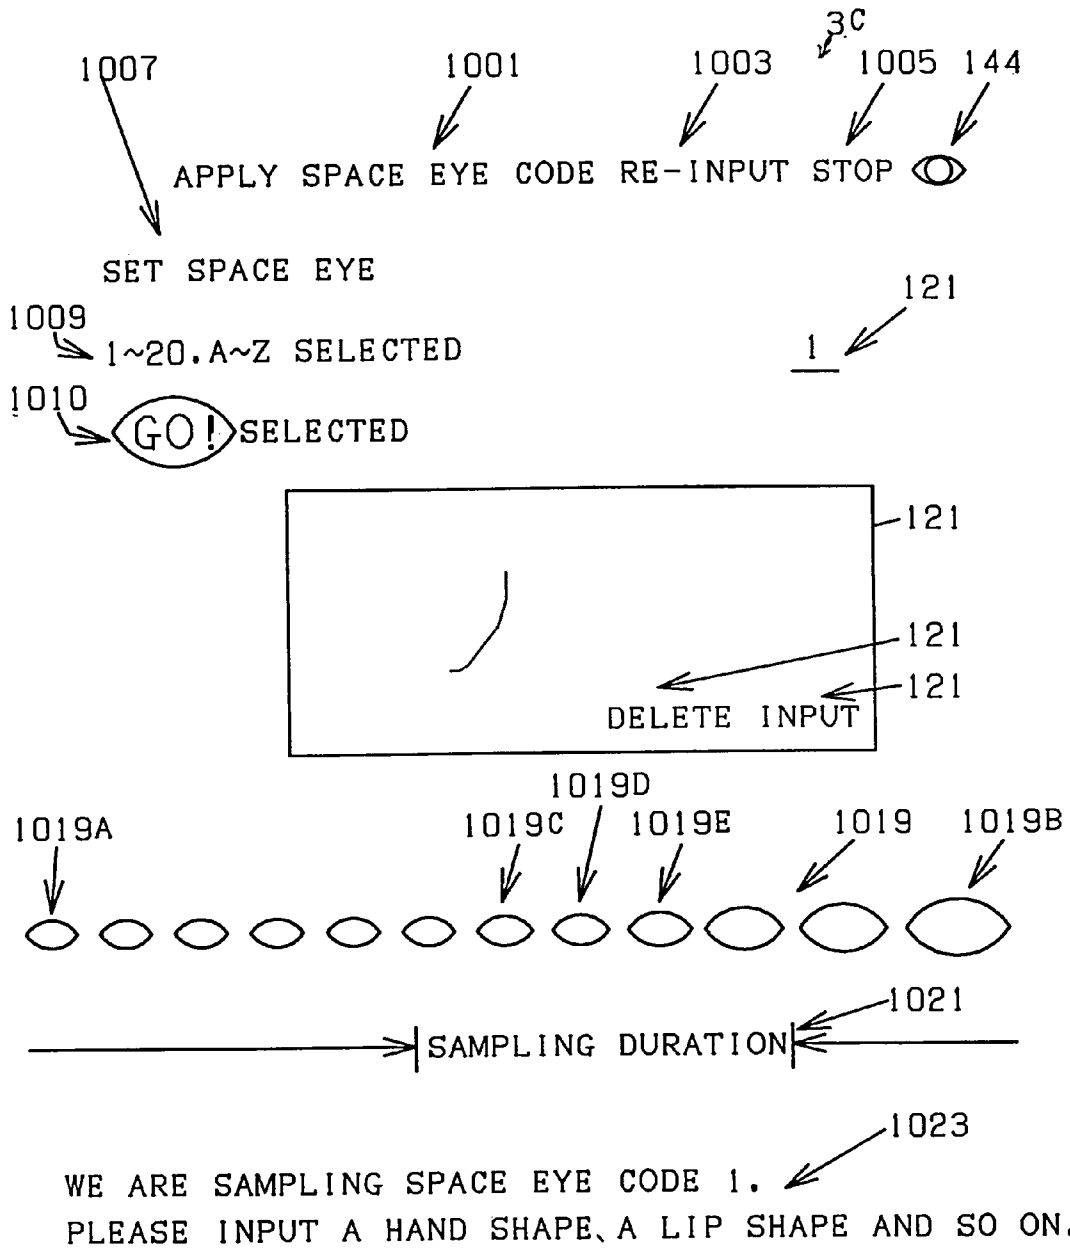 3C
1007 1001 1003 1005 144
APPLY SPACE EYE CODE RE-INPUT STOP
SET SPACE EYE
121
1009
1~20.A~Z SELECTED 1
1010
GO! SELECTED
121
121
121
DELETE INPUT
1019D
1019A 1019C 1019E 1019 1019B
1021
SAMPLING DURATION
1023
WE ARE SAMPLING SPACE EYE CODE 1.
PLEASE INPUT A HAND SHAPE、A LIP SHAPE AND SO ON.